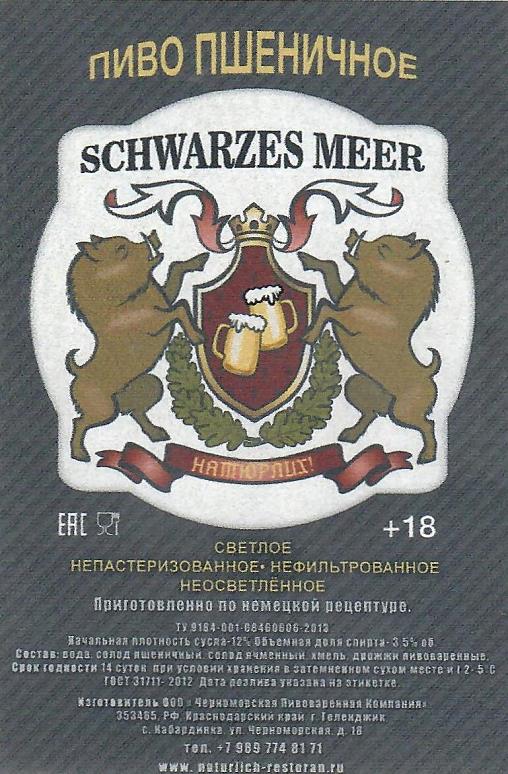 ПИВО ПШЕНИЧНОЕ
SCHWARZES MEER
НАТЮРЛИХ!
EAC
+18
СВЕТЛОЕ
НЕПАСТЕРИЗОВАННОЕ• НЕФИЛЬТРОВАННОЕ
НЕОСВЕТЛЁННОЕ
Приготовленно по немецкой рецептуре.
ТУ 9184-001-68460606-2013
Начальная плотность сусла-12% Объемная доля спирта- 3,5% об.
Состав: вода, солод пшеничный, солод ячменный, хмель, дрожжи пивоваренные.
Срок годности 14 суток, при условии хранения в затемненном сухом месте и t 2- 5°С
ГОСТ 31711- 2012 Дата розлива указана на этикетке.
Изготовитель ООО « Черноморская Пивоваренная Компания»
353465, РФ, Краснодарский край, г. Геленджик,
с. Кабардинка, ул. Черноморская, д. 18
тел. +7 989 774 81 71
www. naturlich-restoran.ru